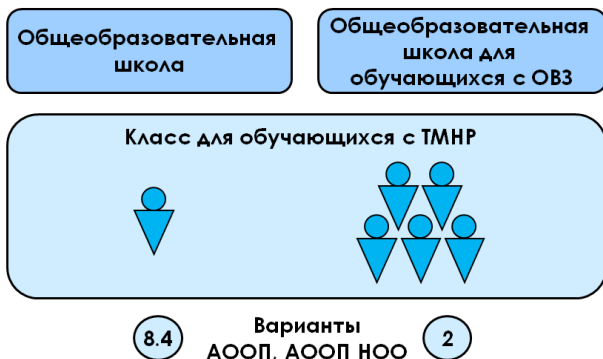 Общеобразовательная
школа
Общеобразовательная
школа для
обучающихся с ОВЗ
Класс для обучающихся с ТМНР
8.4
Варианты
АООП, АООП НОО
2